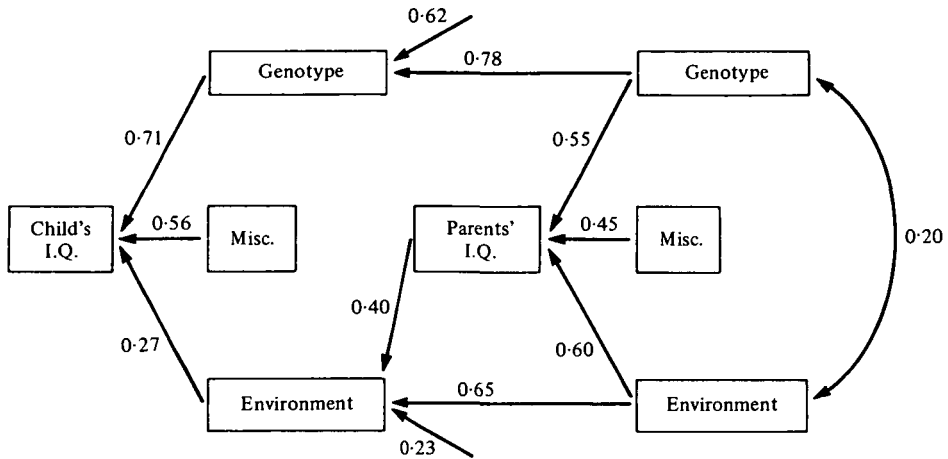 0·62
Genotype
0·78
Genotype
0·71
0·55
Child's
I.Q.
0·56
Misc.
Parents'
I.Q.
0·45
Misc.
0·20
0·40
0·27
0·60
Environment
0·65
Environment
0·23